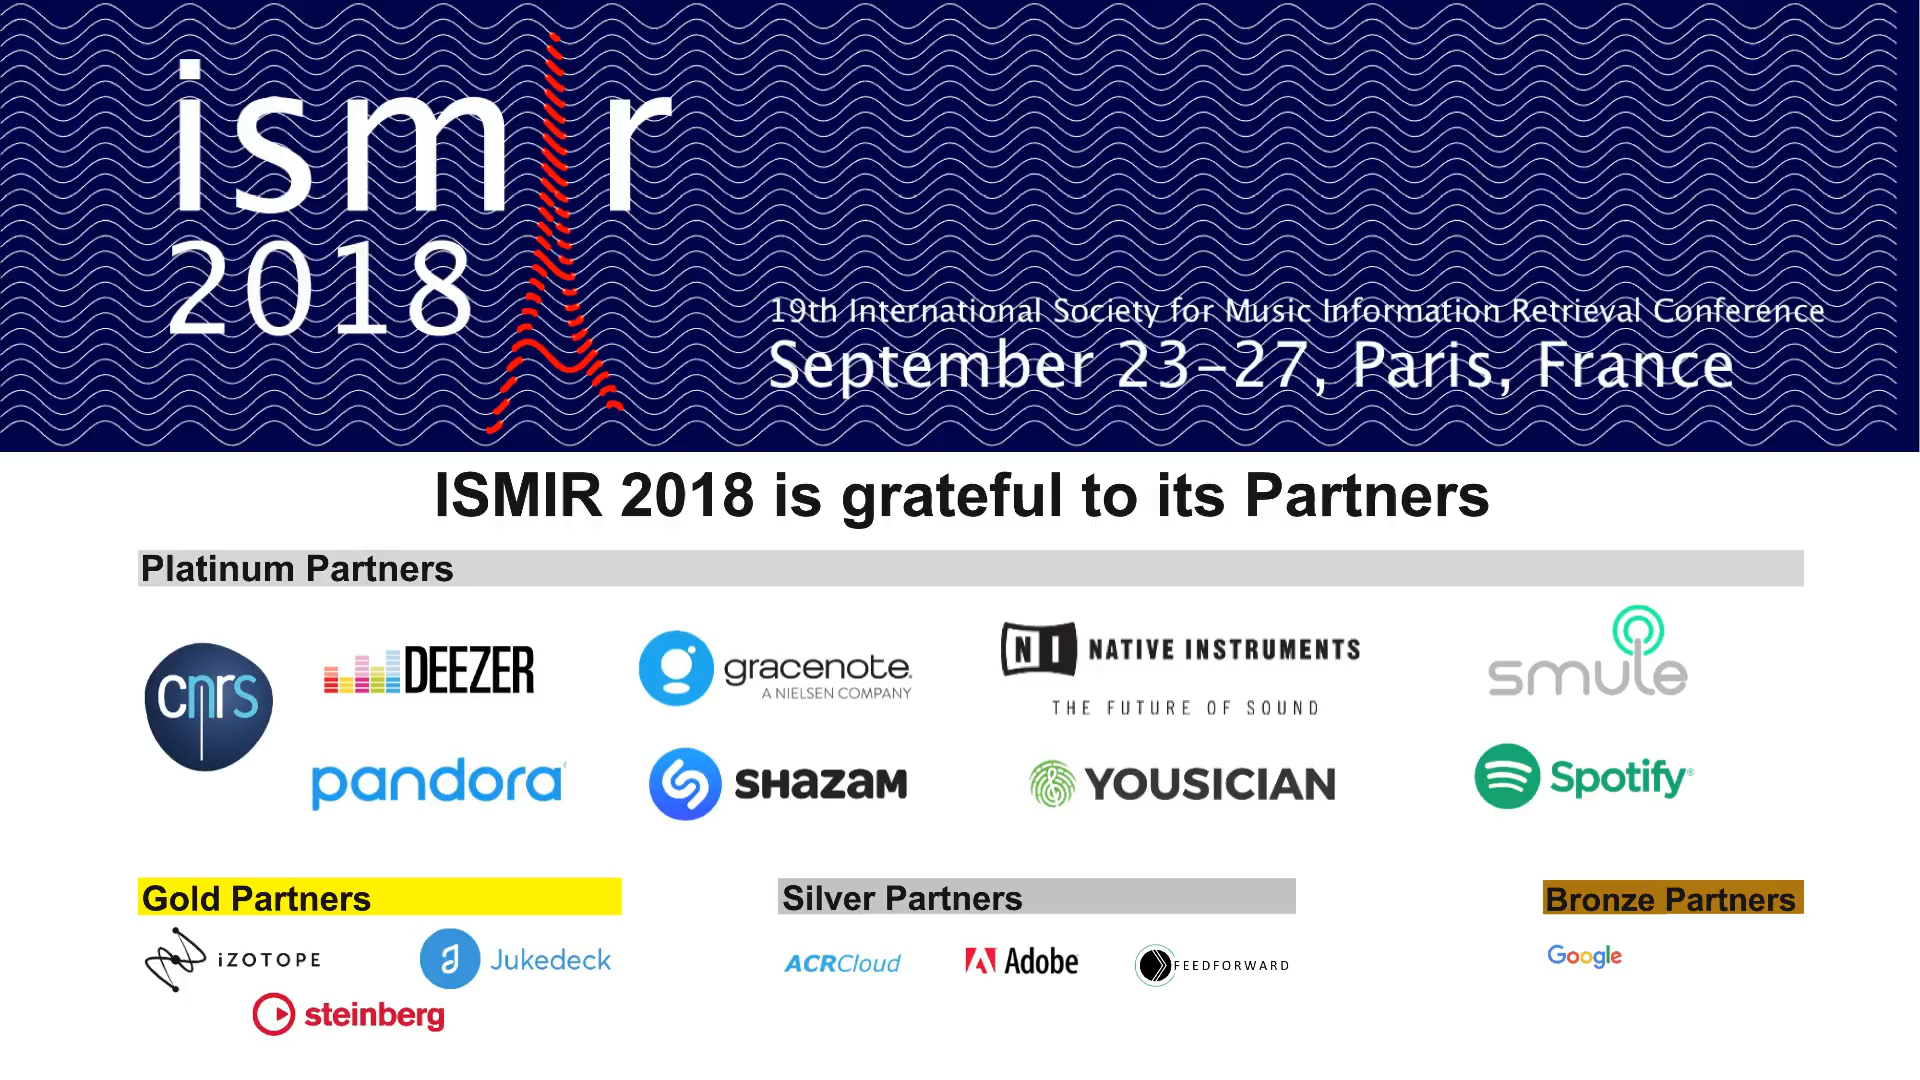 ismir
2018
19th International Society for Music Information Retrieval Conference
September 23-27, Paris, France
ISMIR 2018 is grateful to its Partners
Platinum Partners
cnrs
DEEZER
gracenote.
A NIELSEN COMPANY
NI NATIVE INSTRUMENTS
THE FUTURE OF SOUND
smule
pandora
SHAZAM
YOUSICIAN
Spotify®
Gold Partners
iZOTOPE
Jukedeck
steinberg
Silver Partners
ACRCloud
Adobe
FEEDFORWARD
Bronze Partners
Google